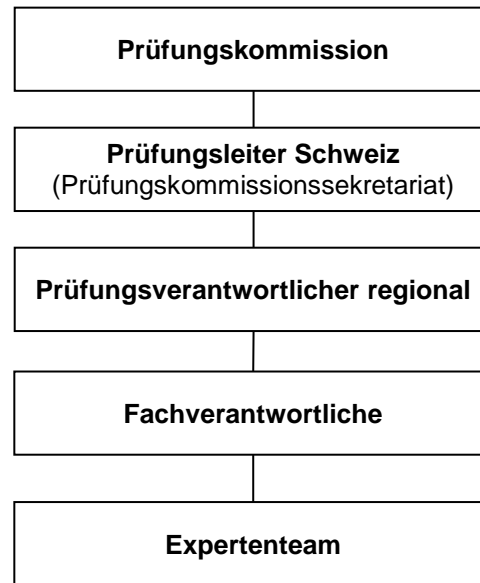 Prüfungskommission
Prüfungsleiter Schweiz
(Prüfungskommissionssekretariat)
Prüfungsverantwortlicher regional
Fachverantwortliche
Expertenteam